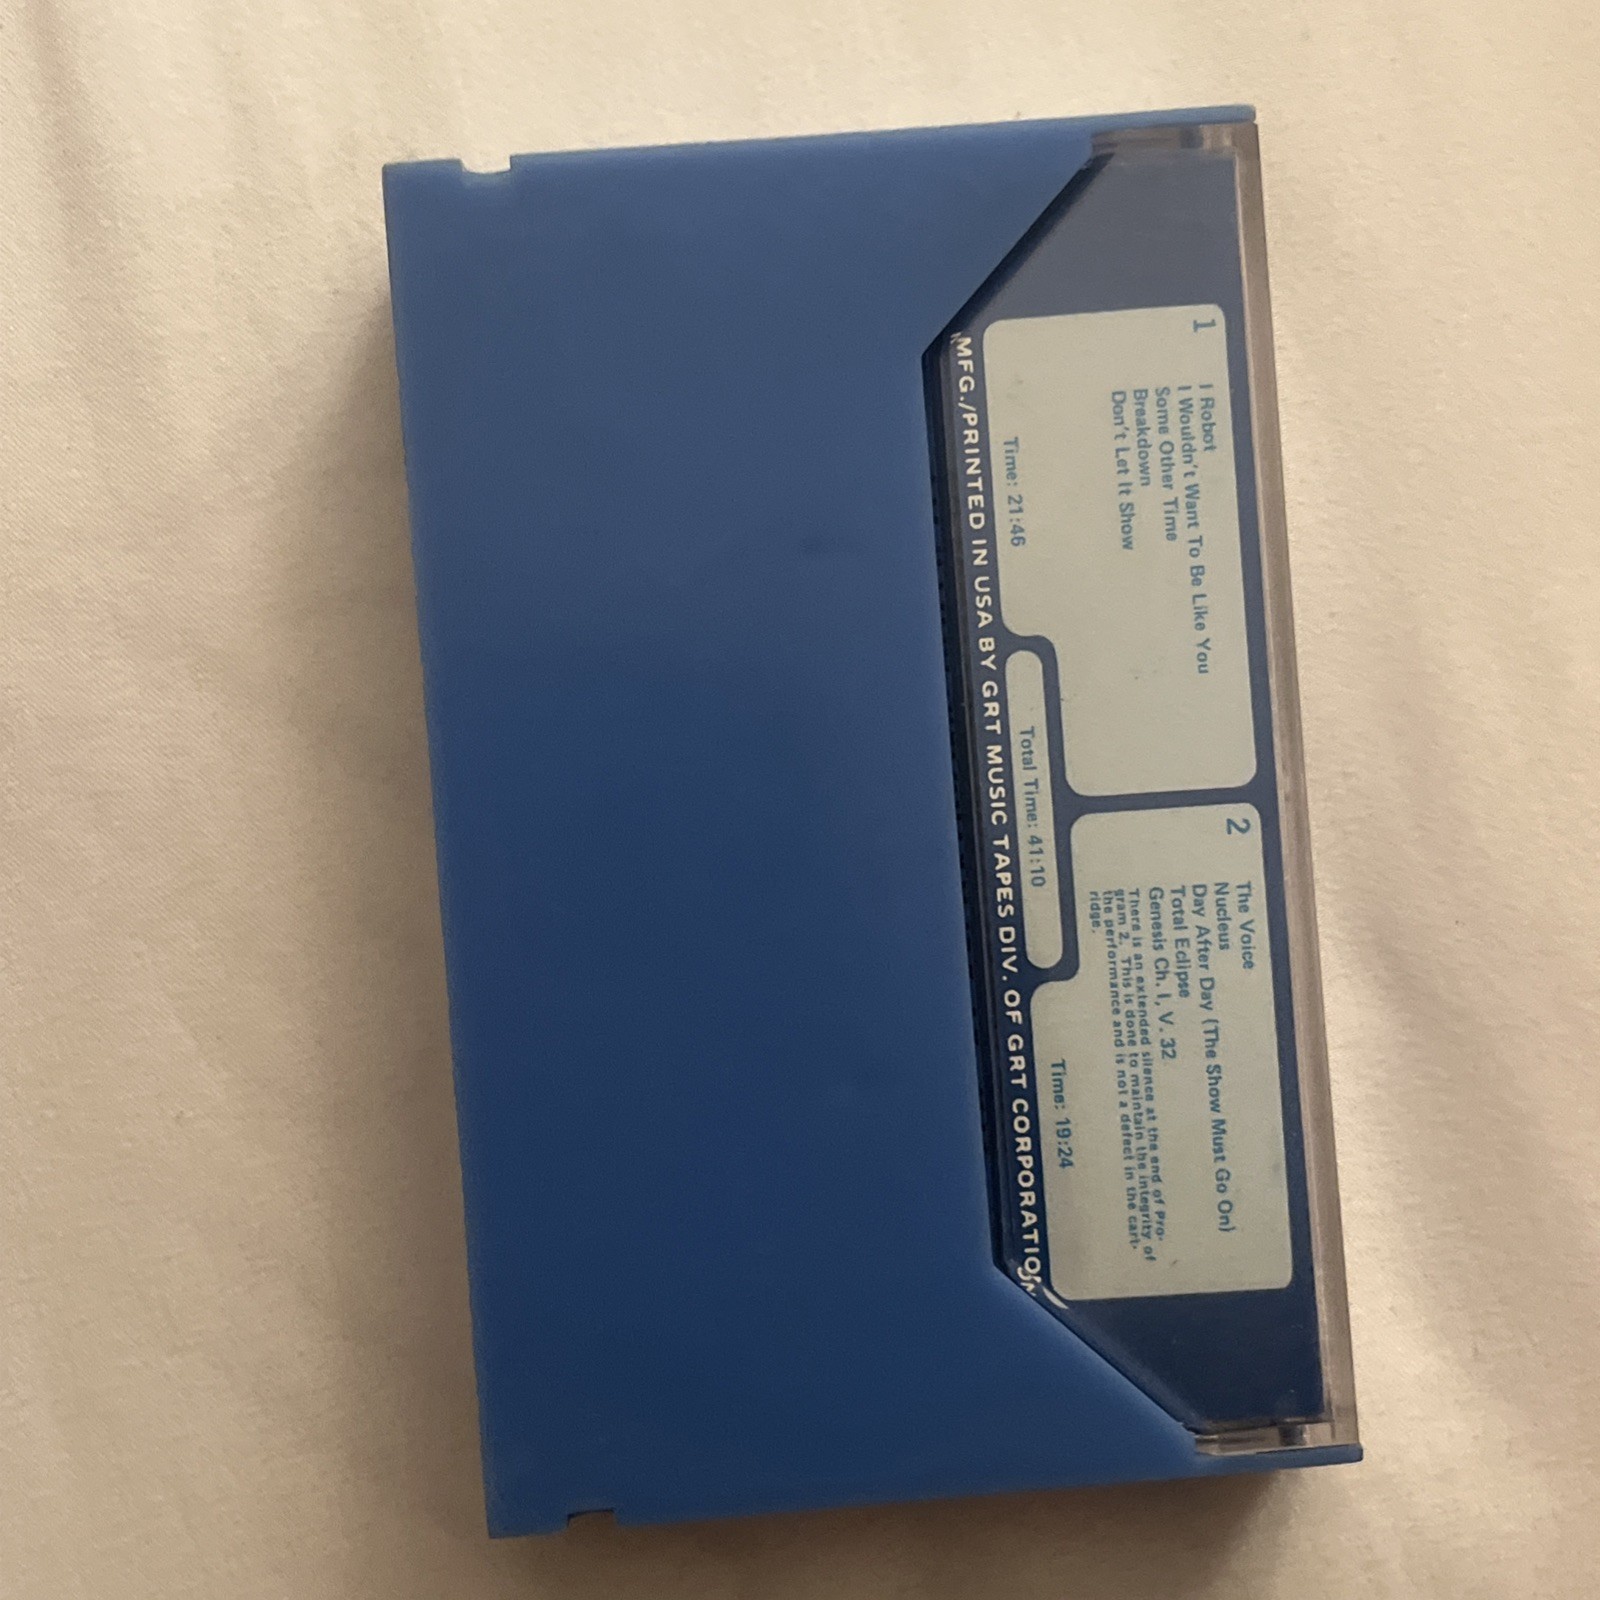 1
I Robot
I Wouldn't Want To Be Like You
Some Other Time
Breakdown
Don't Let It Show
Time: 21:46
Total Time: 41:10
2
The Voice
Nucleus
Day After Day (The Show Must Go On)
Total Eclipse
Genesis Ch. I, V. 32
There is an extended silence at the end of Pro-
gram 2. This is done to maintain the integrity of
the performance and is not a defect in the cart-
ridge.
Time: 19:24
MFG./PRINTED IN USA BY GRT MUSIC TAPES DIV. OF GRT CORPORATION